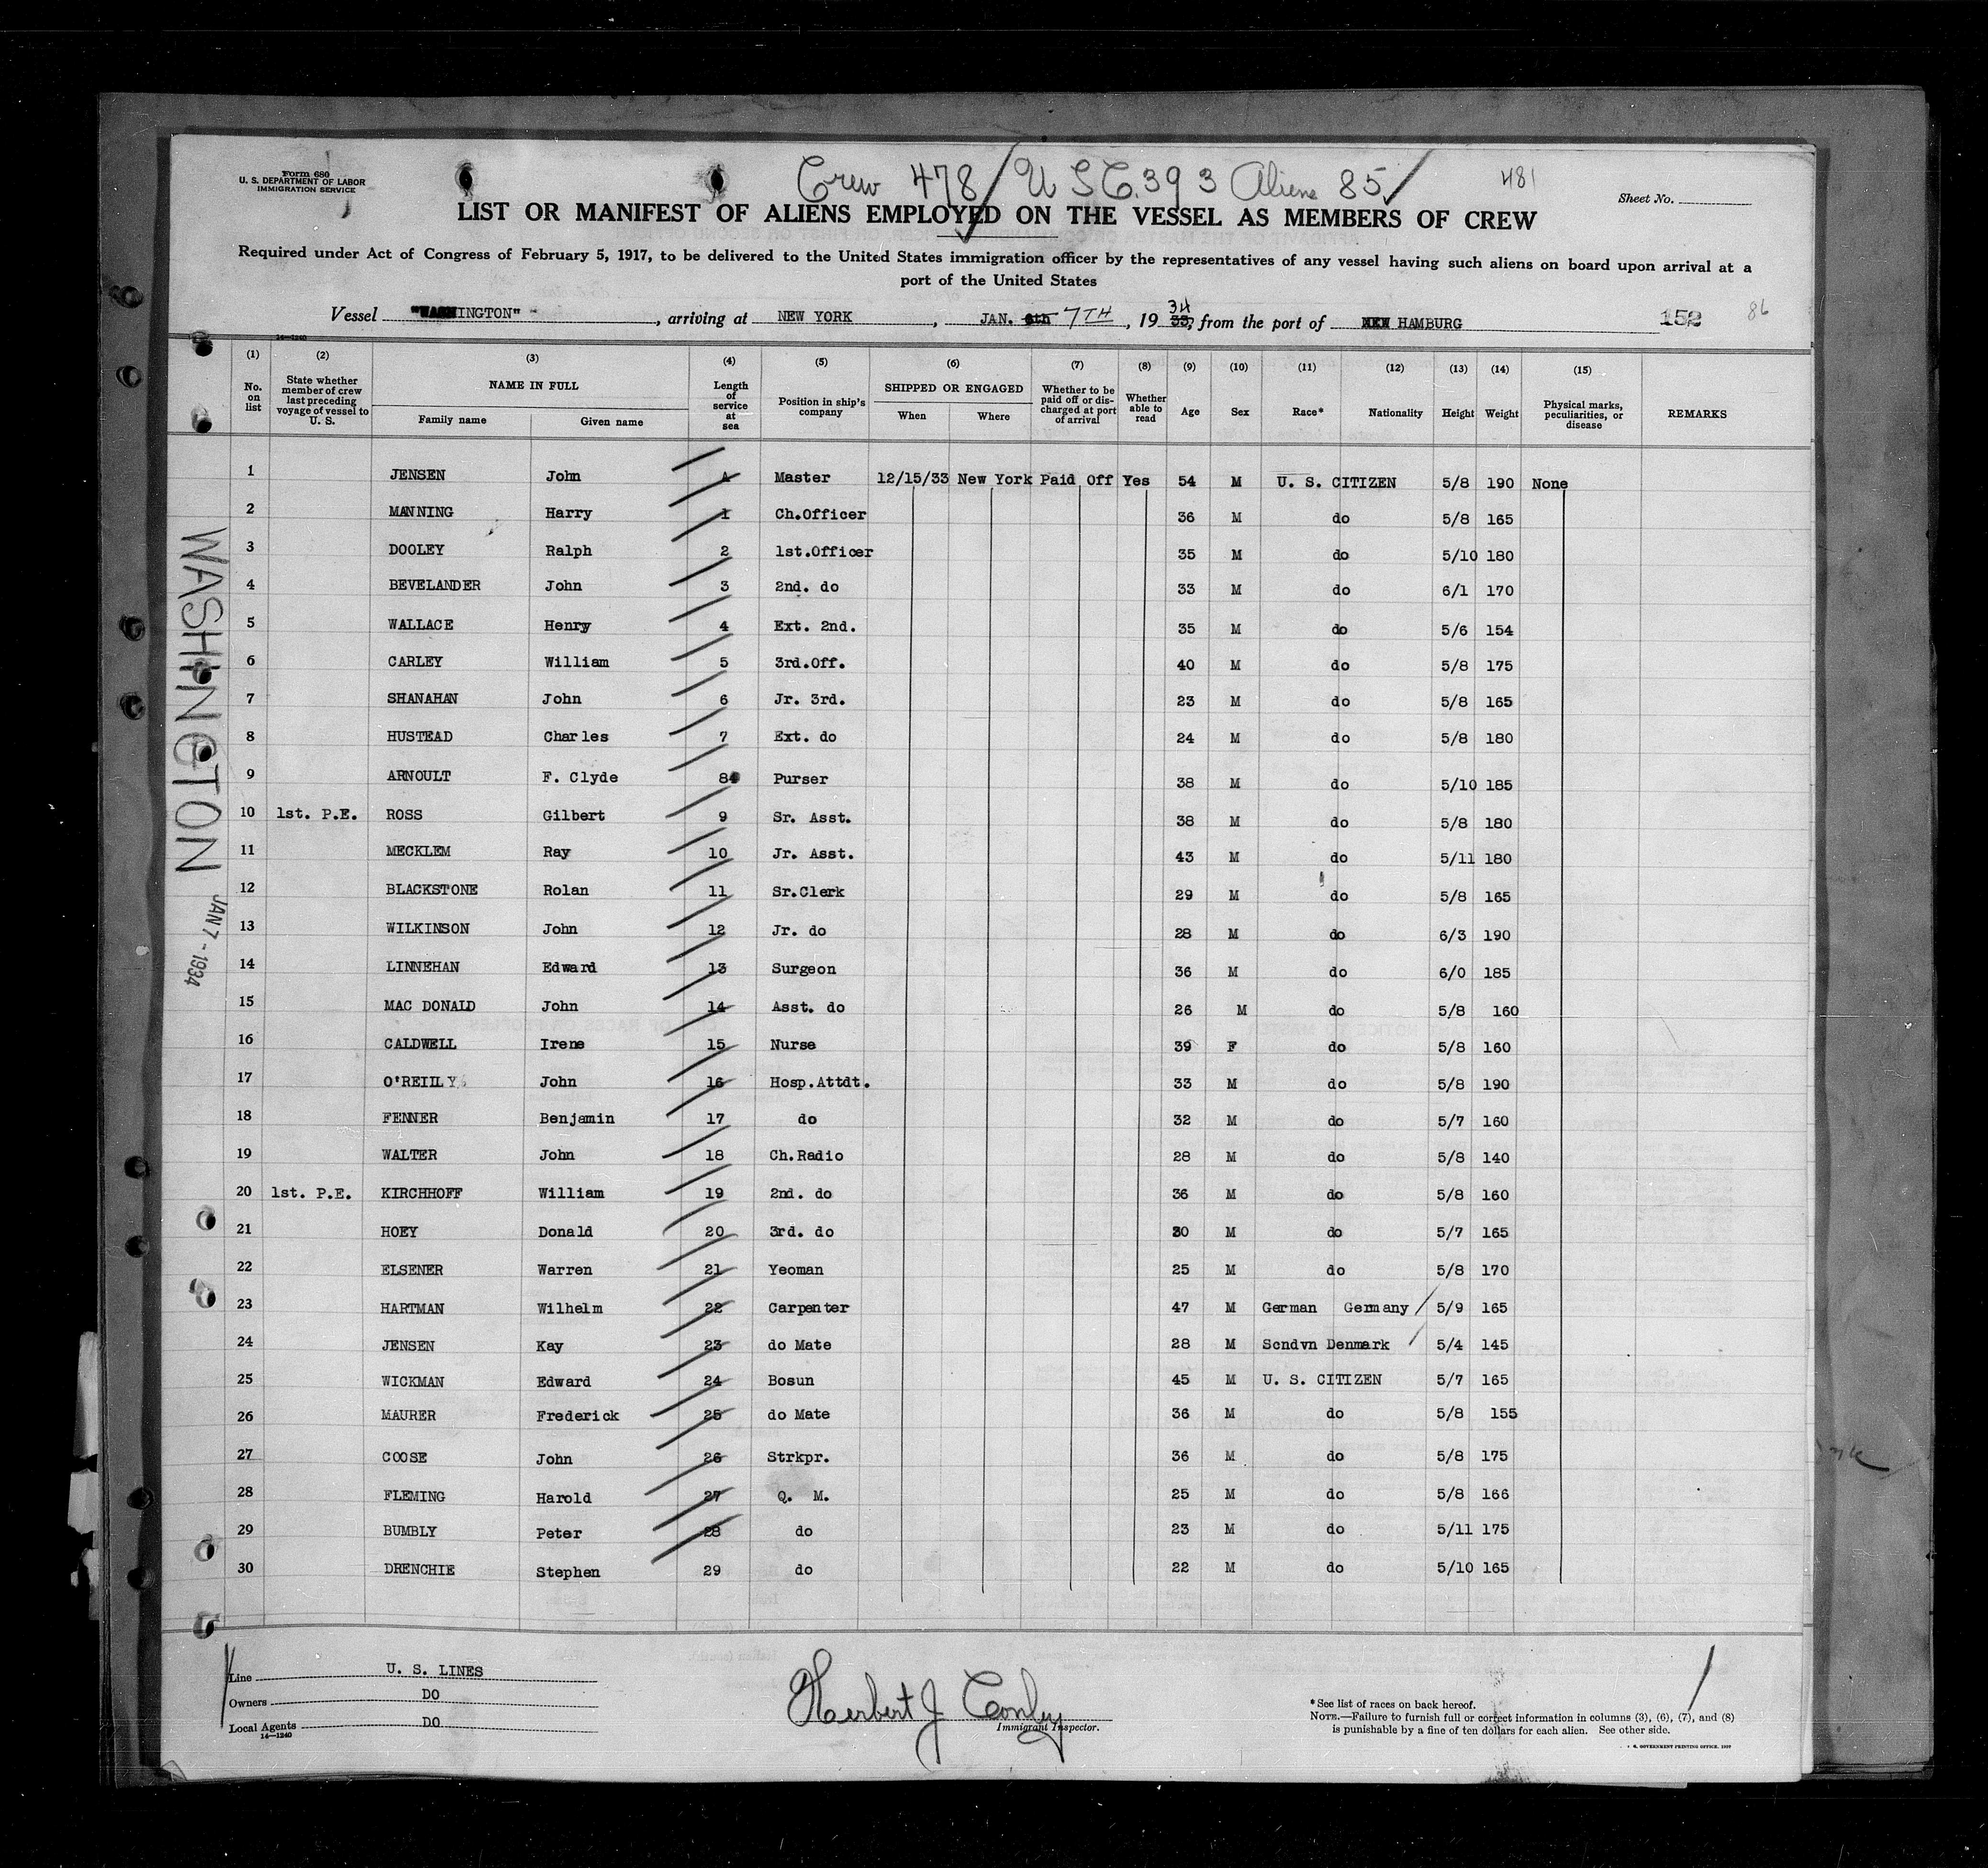 Form 680
U. S. DEPARTMENT OF LABOR
IMMIGRATION SERVICE
Crew 478 / U S C. 393 Aliens 85 /
481
Sheet No.
LIST OR MANIFEST OF ALIENS EMPLOYED ON THE VESSEL AS MEMBERS OF CREW
Required under Act of Congress of February 5, 1917, to be delivered to the United States immigration officer by the representatives of any vessel having such aliens on board upon arrival at a
port of the United States
Vessel "WASHINGTON" , arriving at NEW YORK , JAN. 6th 7TH , 19 33, 34 from the port of NEW HAMBURG 152 86
14—1240
(1) (2) (3) (4) (5) (6) (7) (8) (9) (10) (11) (12) (13) (14) (15)
No. on list | State whether member of crew last preceding voyage of vessel to U. S. | NAME IN FULL | Length of service at sea | Position in ship's company | SHIPPED OR ENGAGED | Whether to be paid off or discharged at port of arrival | Whether able to read | Age | Sex | Race* | Nationality | Height | Weight | Physical marks, peculiarities, or disease | REMARKS
Family name | Given name | When | Where
1 JENSEN John Master 12/15/33 New York Paid Off Yes 54 M U. S. CITIZEN 5/8 190 None
2 MANNING Harry 1 Ch.Officer 36 M do 5/8 165
3 DOOLEY Ralph 2 1st.Officer 35 M do 5/10 180
4 BEVELANDER John 3 2nd. do 33 M do 6/1 170
5 WALLACE Henry 4 Ext. 2nd. 35 M do 5/6 154
6 CARLEY William 5 3rd.Off. 40 M do 5/8 175
7 SHANAHAN John 6 Jr. 3rd. 23 M do 5/8 165
8 HUSTEAD Charles 7 Ext. do 24 M do 5/8 180
9 ARNOULT F. Clyde 8 Purser 38 M do 5/10 185
10 1st. P.E. ROSS Gilbert 9 Sr. Asst. 38 M do 5/8 180
11 MECKLEM Ray 10 Jr. Asst. 43 M do 5/11 180
12 BLACKSTONE Rolan 11 Sr.Clerk 29 M do 5/8 165
13 WILKINSON John 12 Jr. do 28 M do 6/3 190
14 LINNEHAN Edward 13 Surgeon 36 M do 6/0 185
15 MAC DONALD John 14 Asst. do 26 M do 5/8 160
16 CALDWELL Irene 15 Nurse 39 F do 5/8 160
17 O'REILLY John 16 Hosp.Attdt. 33 M do 5/8 190
18 FENNER Benjamin 17 do 32 M do 5/7 160
19 WALTER John 18 Ch.Radio 28 M do 5/8 140
20 1st. P.E. KIRCHHOFF William 19 2nd. do 36 M do 5/8 160
21 HOEY Donald 20 3rd. do 30 M do 5/7 165
22 ELSENER Warren 21 Yeoman 25 M do 5/8 170
23 HARTMAN Wilhelm 22 Carpenter 47 M German Germany 5/9 165
24 JENSEN Kay 23 do Mate 28 M Scndvn Denmark 5/4 145
25 WICKMAN Edward 24 Bosun 45 M U. S. CITIZEN 5/7 165
26 MAURER Frederick 25 do Mate 36 M do 5/8 155
27 COOSE John 26 Strkpr. 36 M do 5/8 175
28 FLEMING Harold 27 Q. M. 25 M do 5/8 166
29 BUMBLY Peter 28 do 23 M do 5/11 175
30 DRENCHIE Stephen 29 do 22 M do 5/10 165
WASHINGTON JAN 7 - 1934
Line U. S. LINES
Owners DO
Local Agents DO
14—1240
Herbert J Conley
Immigrant Inspector.
* See list of races on back hereof.
NOTE.—Failure to furnish full or correct information in columns (3), (6), (7), and (8)
is punishable by a fine of ten dollars for each alien. See other side.
GOVERNMENT PRINTING OFFICE.